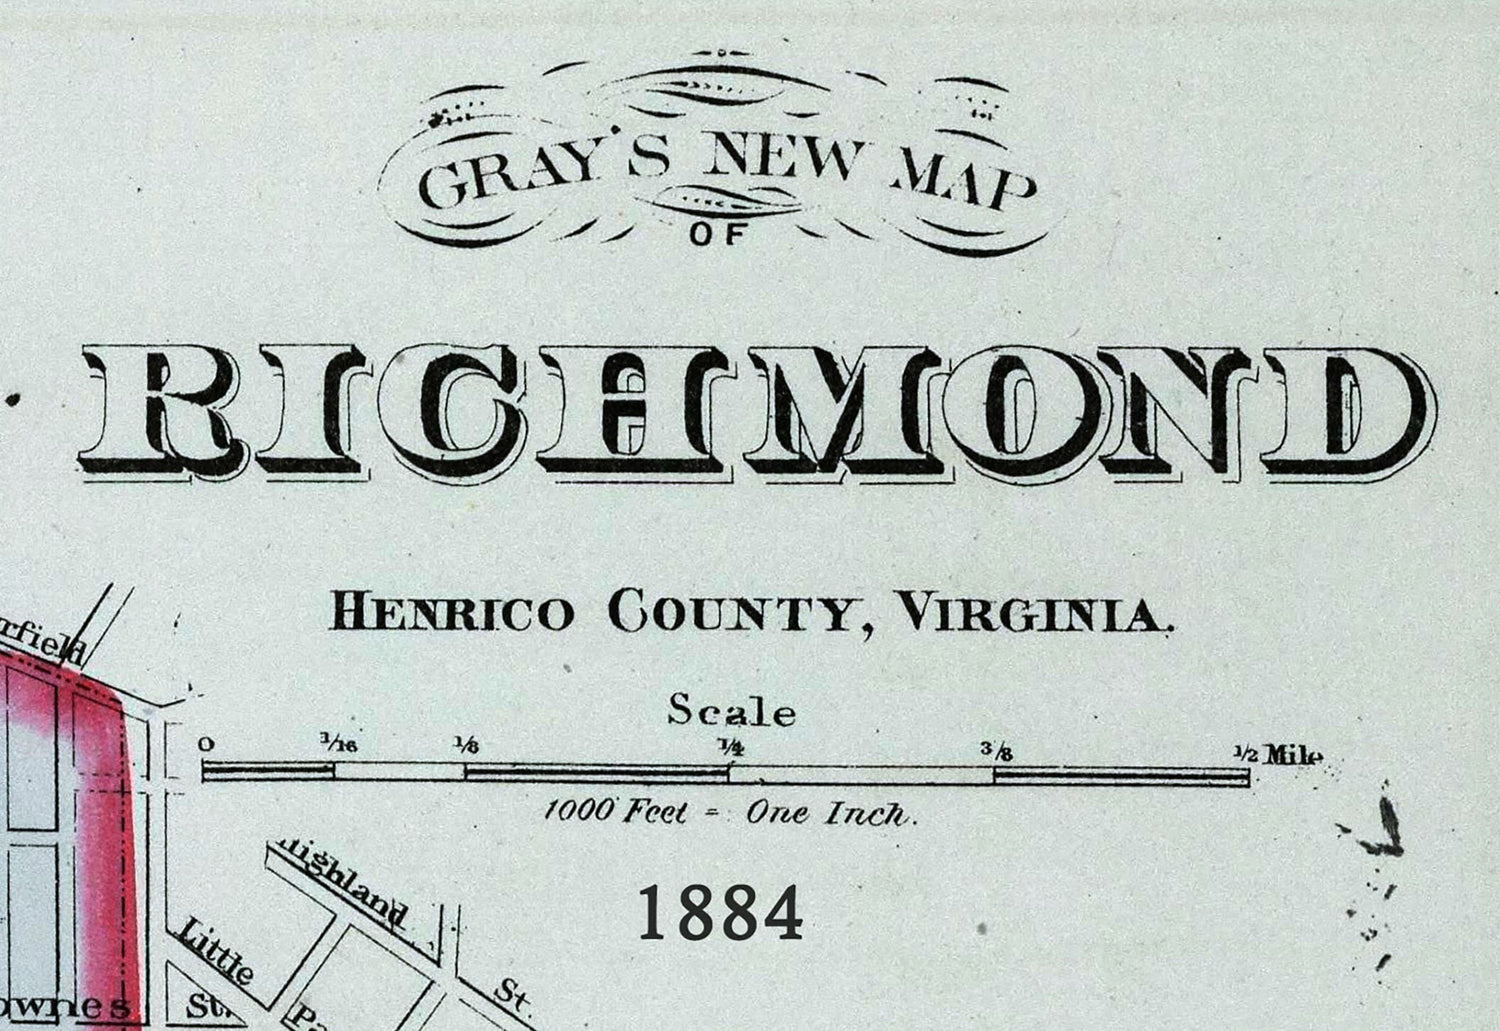 GRAY'S NEW MAP
OF
RICHMOND
HENRICO COUNTY, VIRGINIA.
Scale
0 1/16 1/8 1/4 3/8 1/2 Mile
1000 Feet = One Inch.
1884
Highland
St.
Little
St.